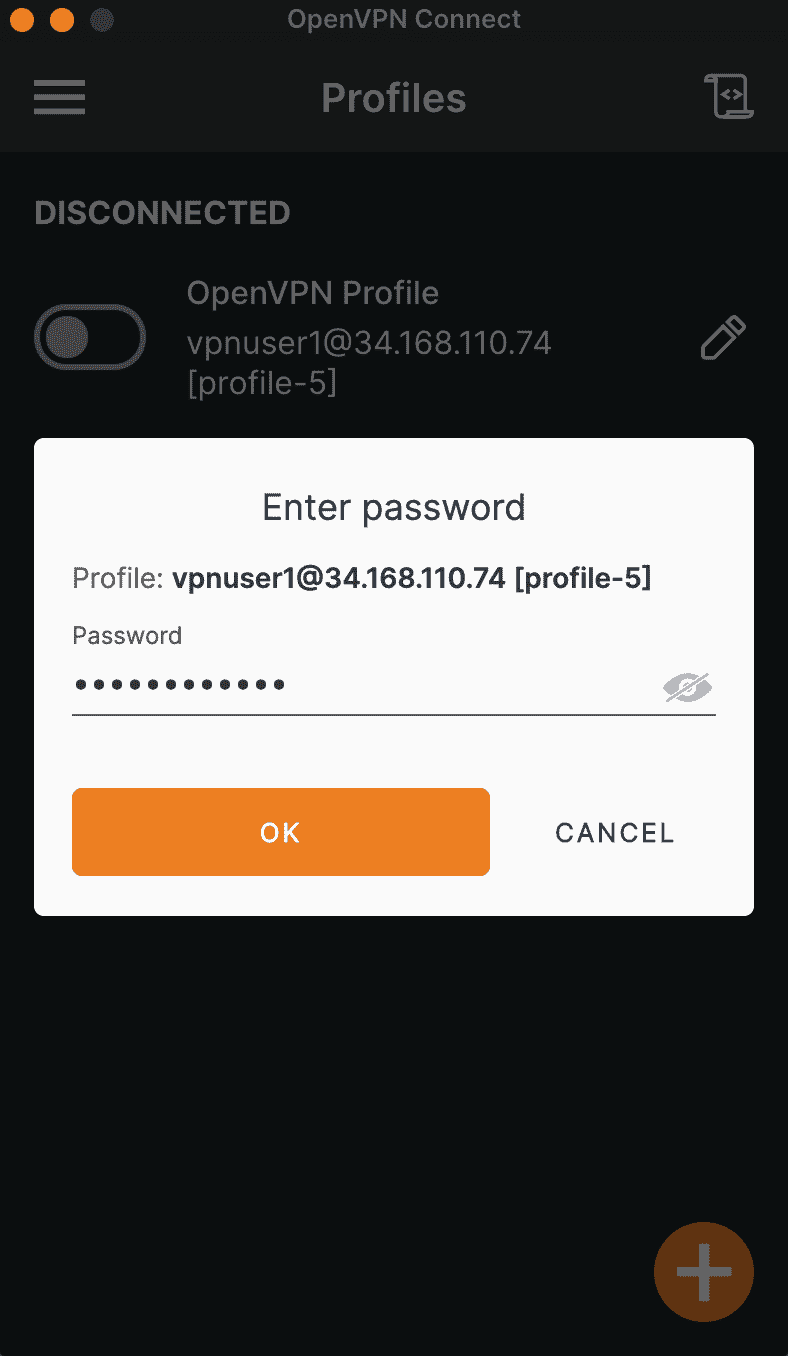 OpenVPN Connect
Profiles
DISCONNECTED
OpenVPN Profile
vpnuser1@34.168.110.74
[profile-5]
Enter password
Profile: vpnuser1@34.168.110.74 [profile-5]
Password
••••••••••••
OK
CANCEL